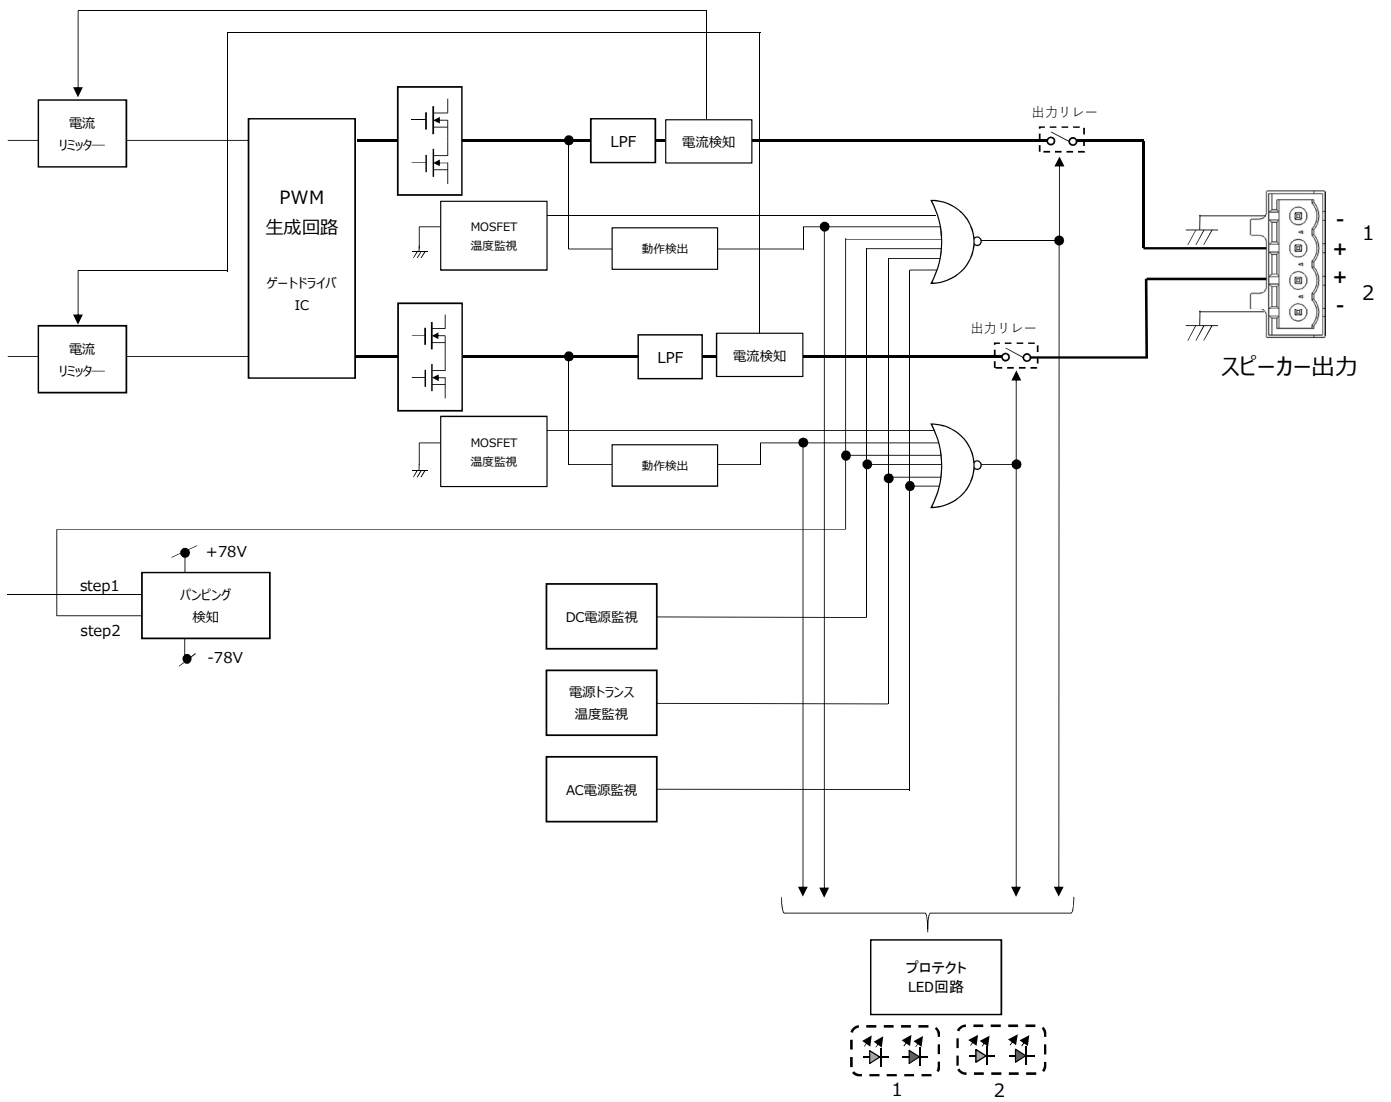 電流
リミッター
PWM
生成回路
ゲートドライバ
IC
LPF
電流検知
出力リレー
MOSFET
温度監視
動作検出
-
1
+
+
2
-
スピーカー出力
電流
リミッター
LPF
電流検知
出力リレー
MOSFET
温度監視
動作検出
+78V
step1
パンピング
検知
step2
-78V
DC電源監視
電源トランス
温度監視
AC電源監視
プロテクト
LED回路
1
2